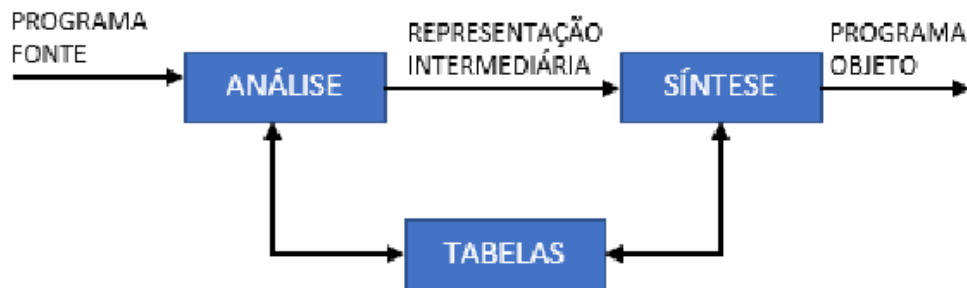 PROGRAMA
FONTE
ANÁLISE
REPRESENTAÇÃO
INTERMEDIÁRIA
SÍNTESE
PROGRAMA
OBJETO
TABELAS